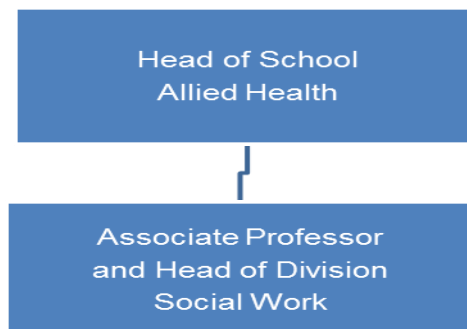 Head of School
Allied Health
Associate Professor
and Head of Division
Social Work